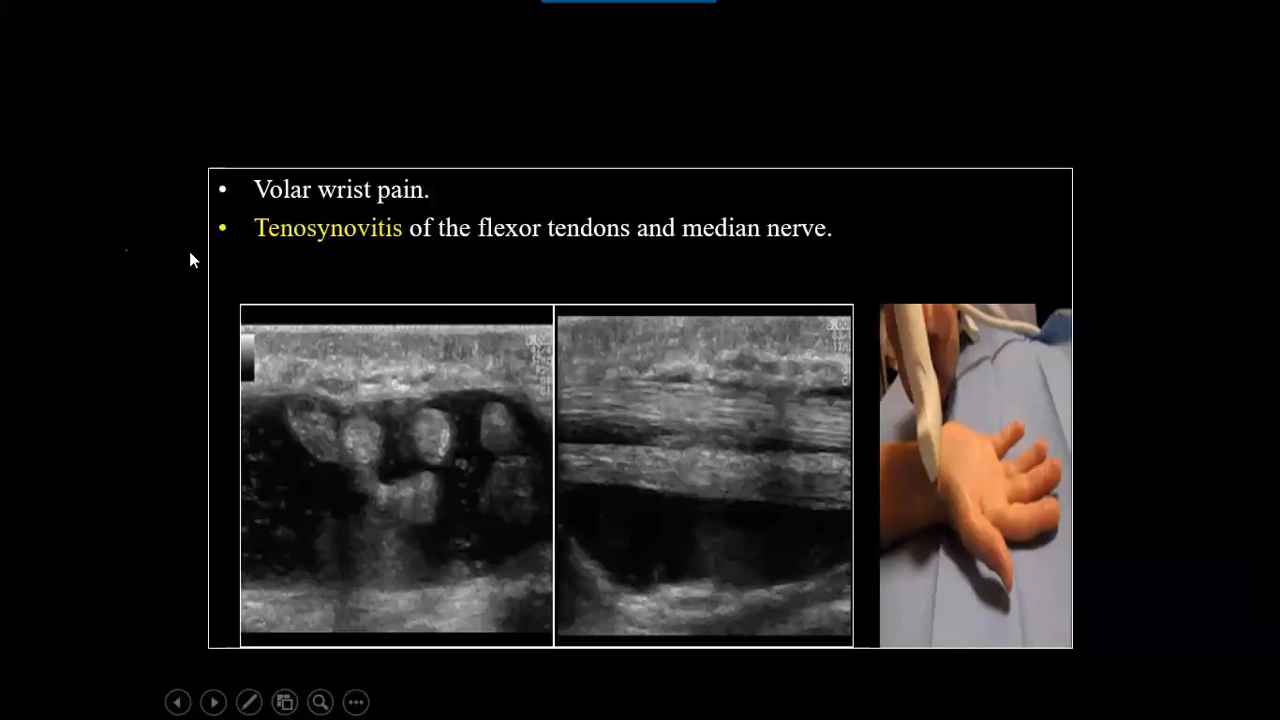 • Volar wrist pain.
• Tenosynovitis of the flexor tendons and median nerve.